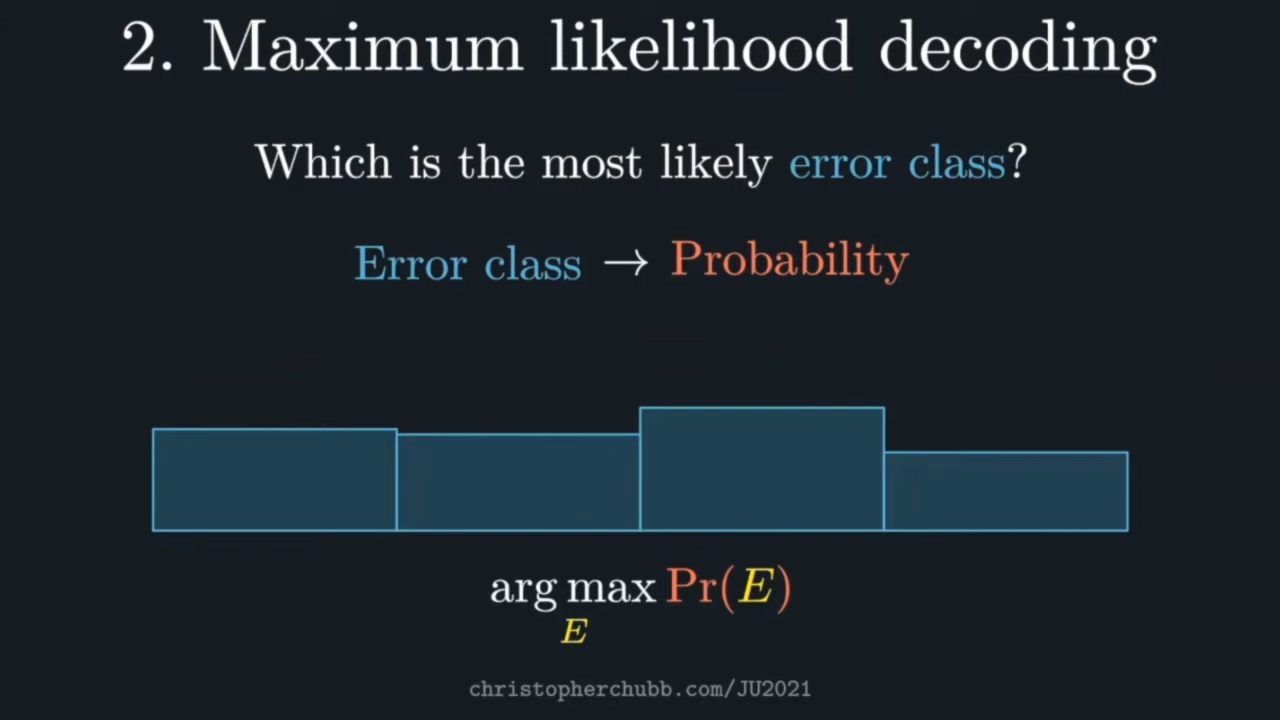 2. Maximum likelihood decoding
Which is the most likely error class?
Error class → Probability
arg max Pr(E)
E
christopherchubb.com/JU2021